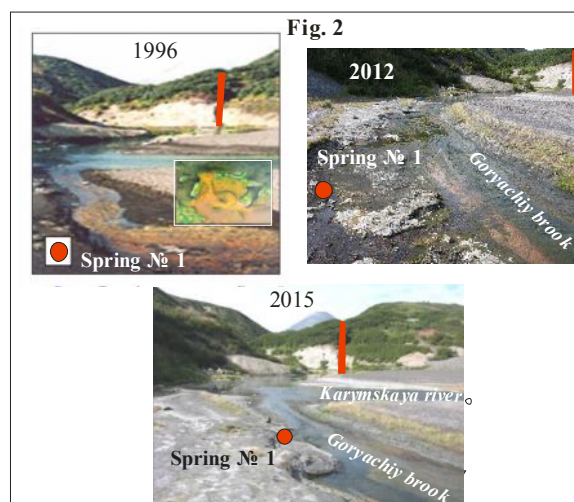 Fig. 2
1996
Spring № 1
2012
Spring № 1
Goryachiy brook
2015
Karymskaya river
Spring № 1
Goryachiy brook